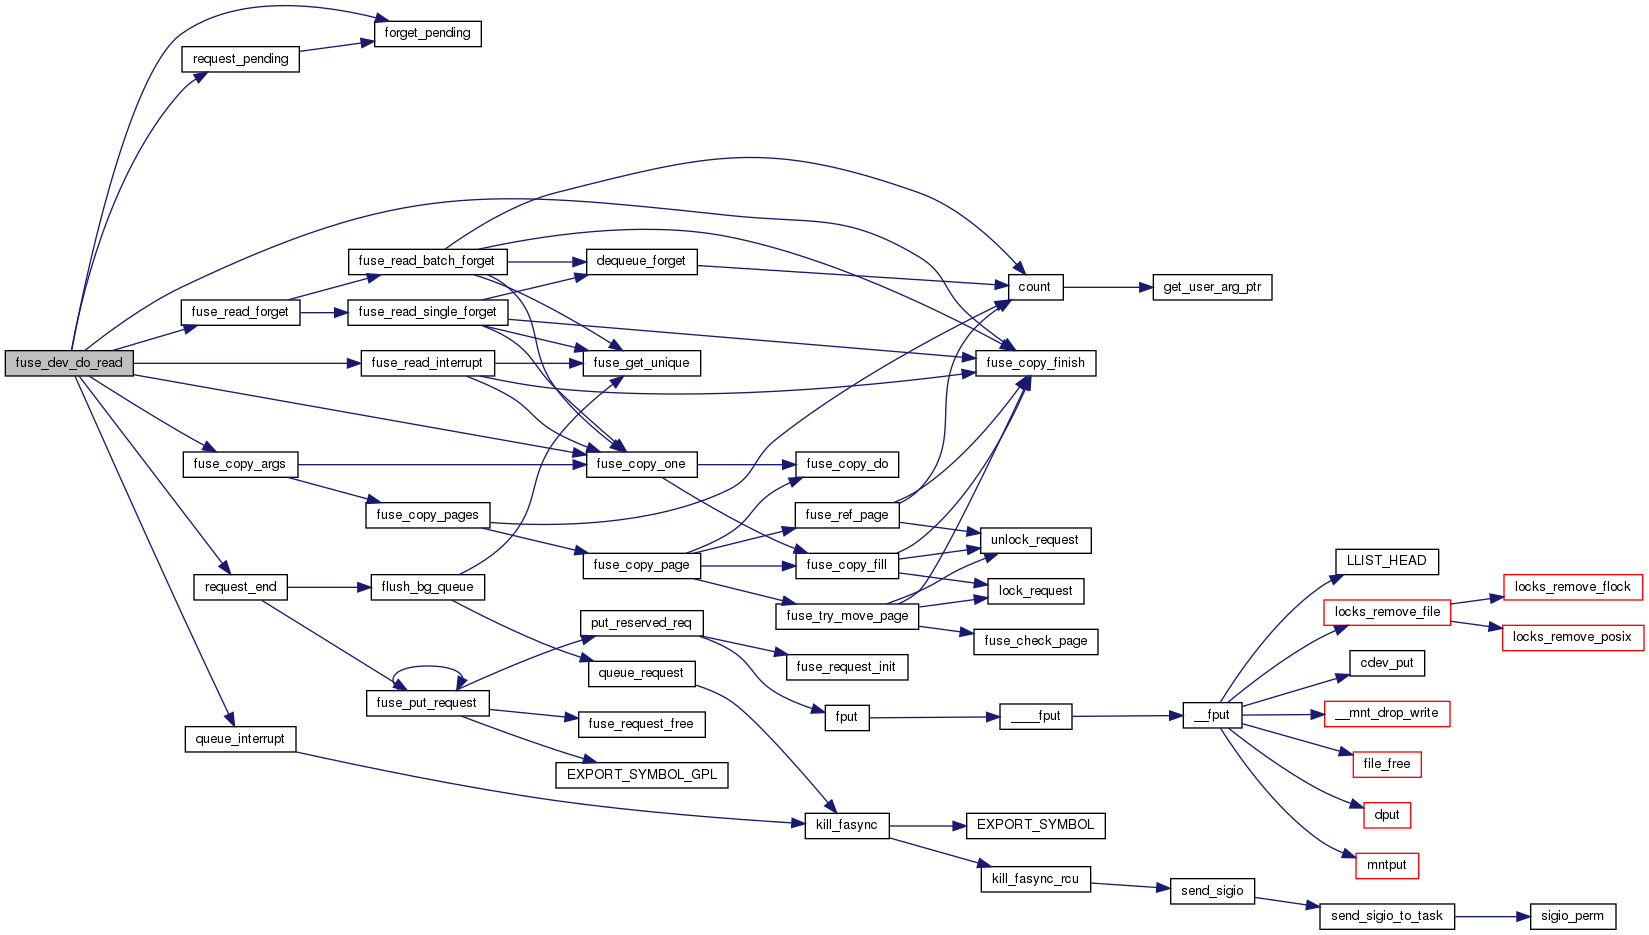 forget_pending
request_pending
fuse_read_batch_forget
dequeue_forget
count
get_user_arg_ptr
fuse_read_forget
fuse_read_single_forget
fuse_dev_do_read
fuse_read_interrupt
fuse_get_unique
fuse_copy_finish
fuse_copy_args
fuse_copy_one
fuse_copy_do
fuse_copy_pages
fuse_ref_page
unlock_request
request_end
flush_bg_queue
fuse_copy_page
fuse_copy_fill
lock_request
LLIST_HEAD
locks_remove_flock
put_reserved_req
fuse_try_move_page
fuse_check_page
locks_remove_file
locks_remove_posix
queue_request
fuse_request_init
cdev_put
fuse_put_request
fuse_request_free
fput
____fput
__fput
__mnt_drop_write
queue_interrupt
EXPORT_SYMBOL_GPL
file_free
kill_fasync
EXPORT_SYMBOL
dput
kill_fasync_rcu
mntput
send_sigio
send_sigio_to_task
sigio_perm